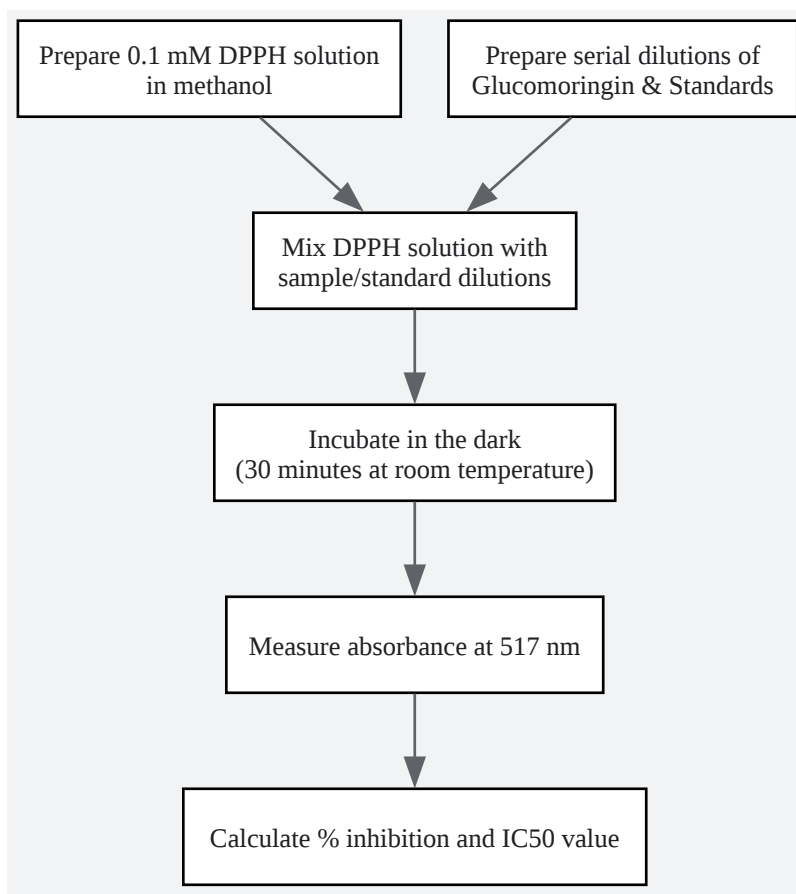 Prepare 0.1 mM DPPH solution
in methanol
Prepare serial dilutions of
Glucomoringin & Standards
Mix DPPH solution with
sample/standard dilutions
Incubate in the dark
(30 minutes at room temperature)
Measure absorbance at 517 nm
Calculate % inhibition and IC50 value